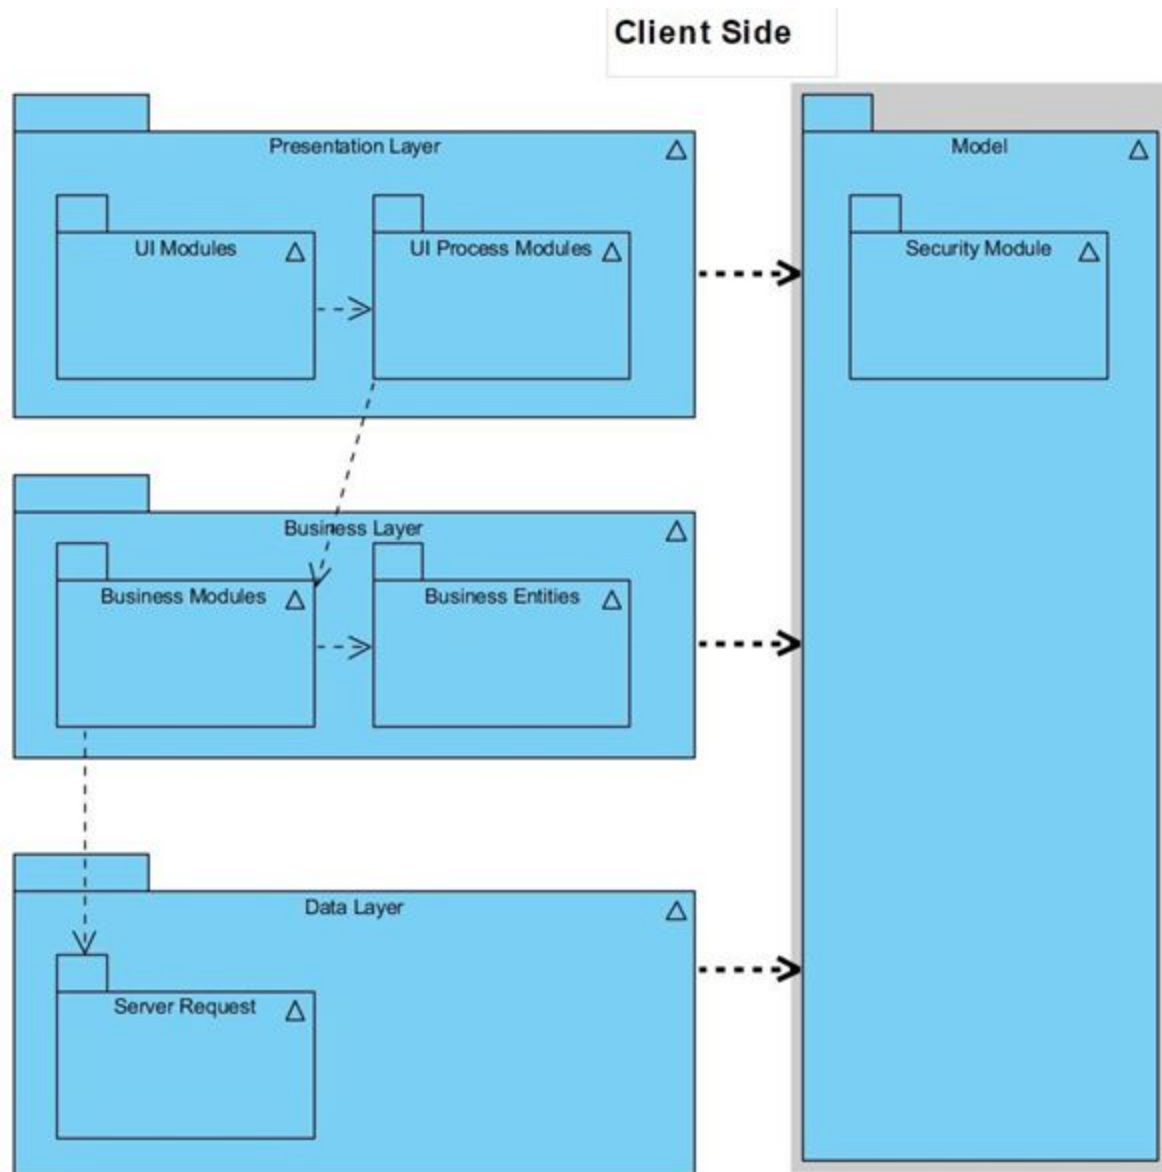 Client Side
Presentation Layer
Model
UI Modules
UI Process Modules
Security Module
Business Layer
Business Modules
Business Entities
Data Layer
Server Request